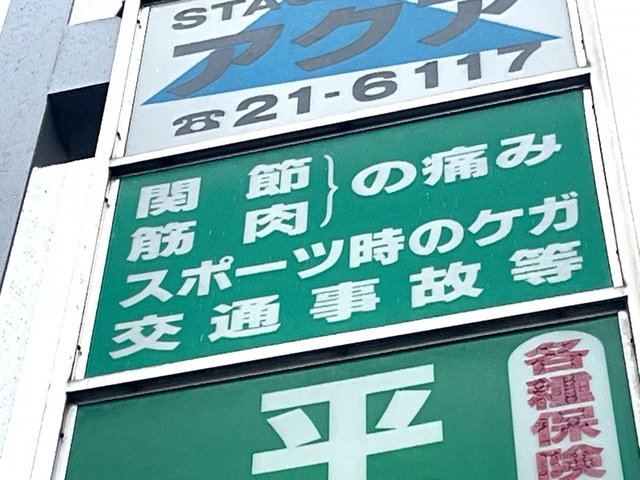 STA
アクア
☎21-6117
関節
筋肉
}の痛み
スポーツ時のケガ
交通事故等
平
各種保険